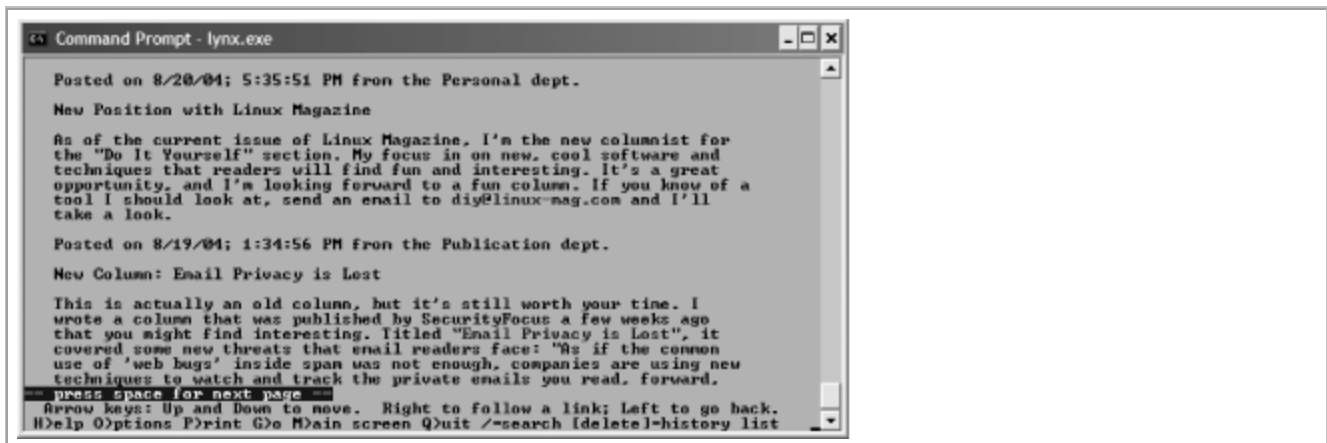 Command Prompt - lynx.exe
Posted on 8/20/04; 5:35:51 PM from the Personal dept.
New Position with Linux Magazine
As of the current issue of Linux Magazine, I'm the new columnist for
the "Do It Yourself" section. My focus in on new, cool software and
techniques that readers will find fun and interesting. It's a great
opportunity, and I'm looking forward to a fun column. If you know of a
tool I should look at, send an email to diy@linux-mag.com and I'll
take a look.
Posted on 8/19/04; 1:34:56 PM from the Publication dept.
New Column: Email Privacy is Lost
This is actually an old column, but it's still worth your time. I
wrote a column that was published by SecurityFocus a few weeks ago
that you might find interesting. Titled "Email Privacy is Lost", it
covered some new threats that email readers face: "As if the common
use of 'web bugs' inside spam was not enough, companies are using new
techniques to watch and track the private emails you read, forward,
-- press space for next page --
Arrow keys: Up and Down to move. Right to follow a link; Left to go back.
H)elp O)ptions P)rint G)o M)ain screen Q)uit /=search [delete]=history list